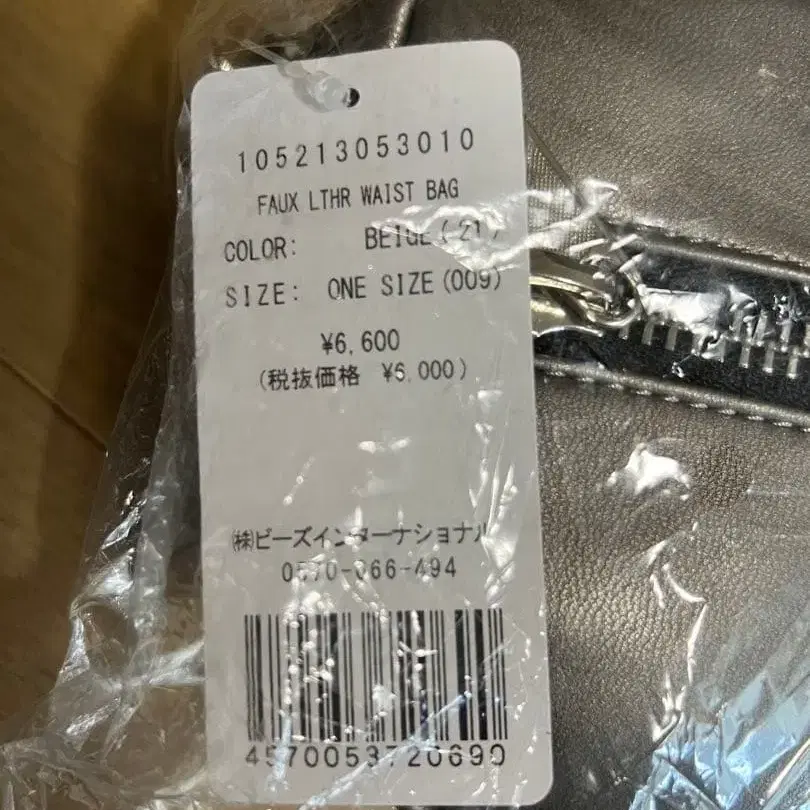 105213053010
FAUX LTHR WAIST BAG
COLOR: BEIGE(21)
SIZE: ONE SIZE(009)
¥6,600
(税抜価格 ¥6,000)
(株)ビーズインターナショナル
0570-066-494
4570053720690